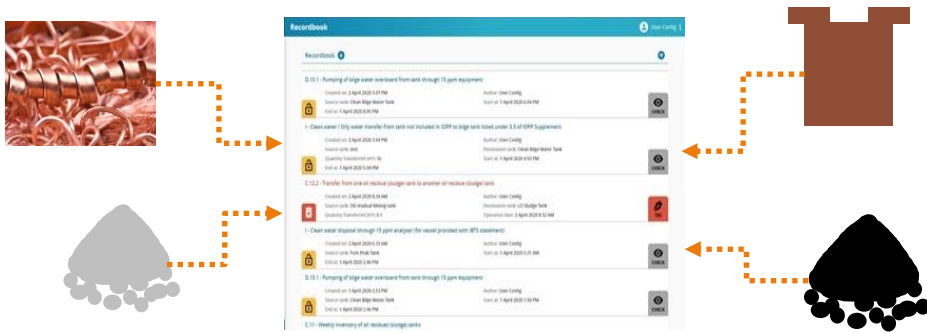 Recordbook
User Config
Recordbook
D.15.1 - Pumping of bilge water overboard from tank through 15 ppm equipment
Created on: 2 April 2020 5:07 PM
Author: User Config
Source tank: Clean Bilge Water Tank
Start at: 1 April 2020 6:04 PM
End at: 1 April 2020 8:05 PM
CHECK
I - Clean water / Oily water transfer from tank not included in IOPP to bilge tank listed under 3.3 of IOPP Supplement
Created on: 2 April 2020 3:04 PM
Author: User Config
Source tank: test
Destination tank: Clean Bilge Water Tank
Quantity Transferred (m³): 16
Start at: 1 April 2020 4:03 PM
End at: 1 April 2020 5:04 PM
CHECK
C.12.2 - Transfer from one oil residue (sludge) tank to another oil residue (sludge) tank
Created on: 2 April 2020 8:34 AM
Author: User Config
Source tank: Oil residual Mixing tank
Destination tank: LO Sludge Tank
Quantity Transferred (m³): 0.5
Operation date: 2 April 2020 8:32 AM
I - Clean water disposal through 15 ppm analyser (for vessel provided with IBTS statement)
Created on: 2 April 2020 6:33 AM
Author: User Config
Source tank: Fore Peak Tank
Start at: 1 April 2020 5:31 AM
End at: 1 April 2020 2:46 PM
CHECK
D.15.1 - Pumping of bilge water overboard from tank through 15 ppm equipment
Created on: 1 April 2020 2:53 PM
Author: User Config
Source tank: Clean Bilge Water Tank
Start at: 1 April 2020 1:30 PM
End at: 1 April 2020 2:46 PM
CHECK
C.11 - Weekly inventory of oil residues (sludge) tanks